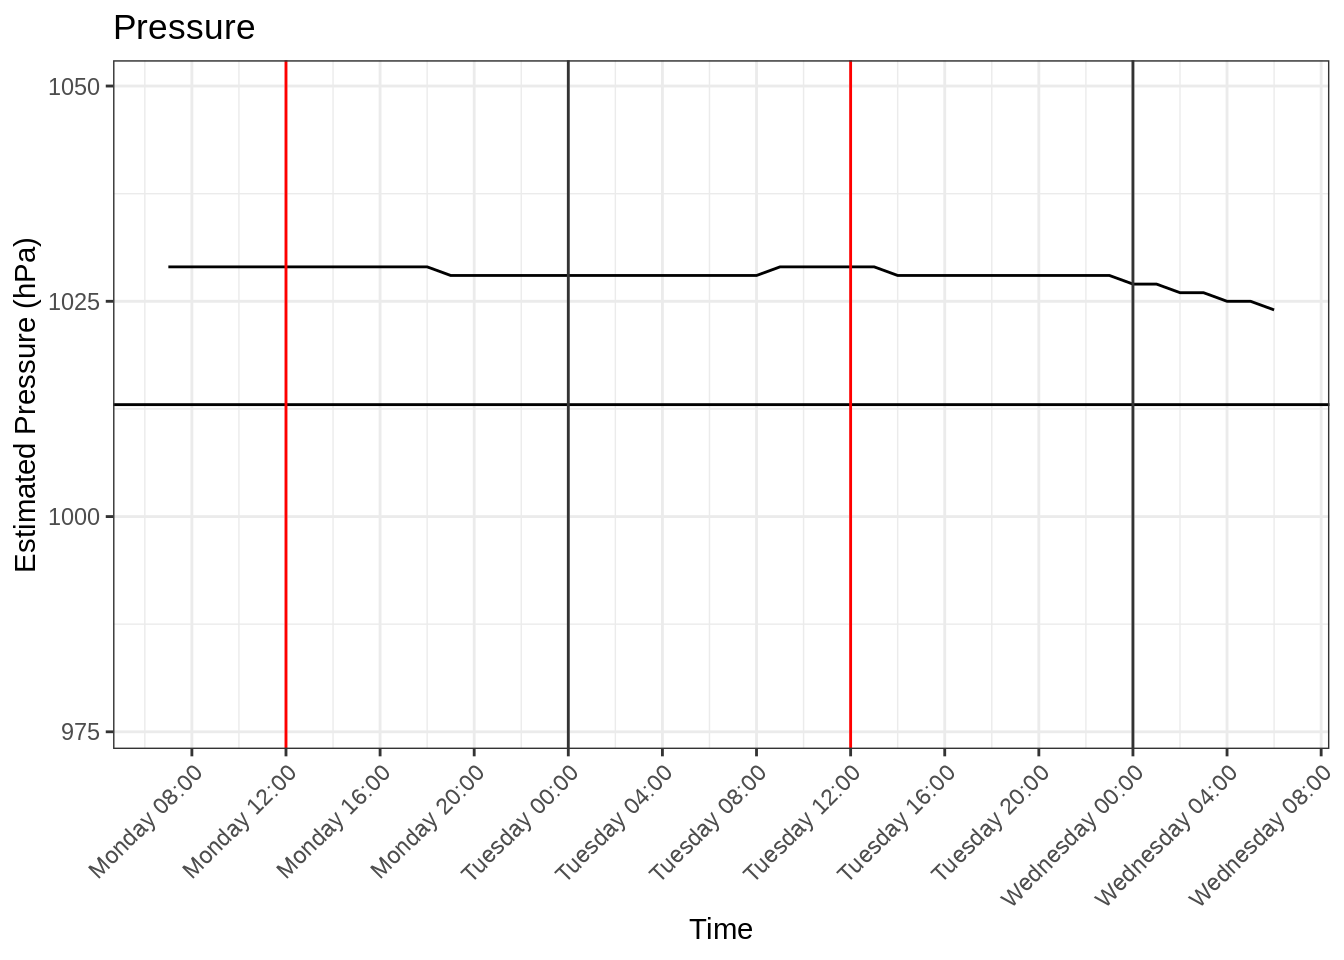 Pressure
Estimated Pressure (hPa)
1050
1025
1000
975
Monday 08:00
Monday 12:00
Monday 16:00
Monday 20:00
Tuesday 00:00
Tuesday 04:00
Tuesday 08:00
Tuesday 12:00
Tuesday 16:00
Tuesday 20:00
Wednesday 00:00
Wednesday 04:00
Wednesday 08:00
Time